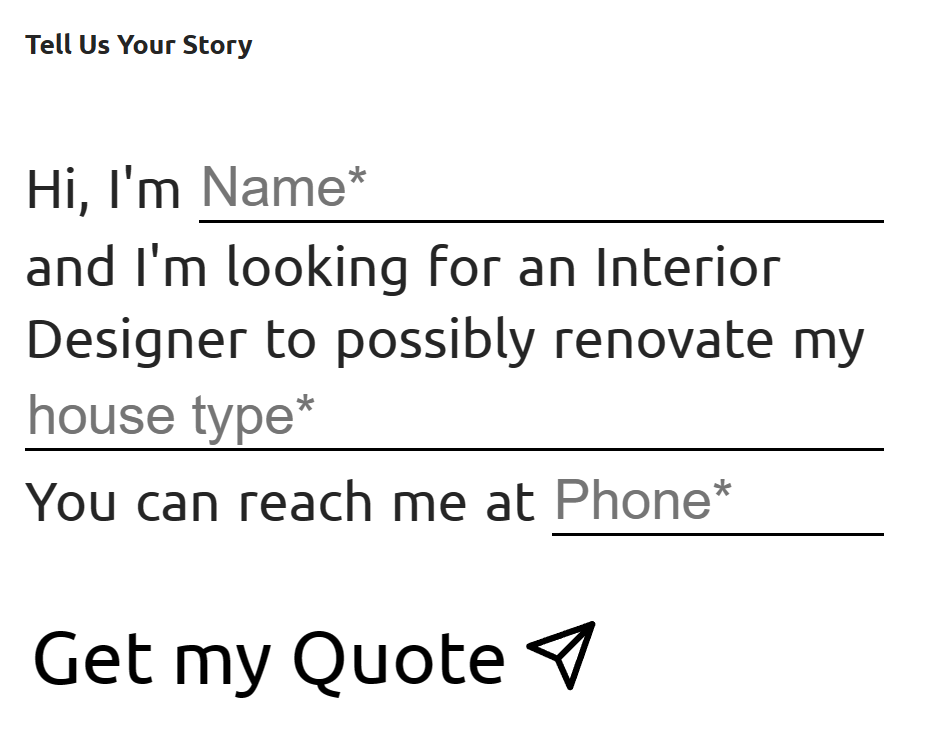 Tell Us Your Story
Hi, I'm Name*
and I'm looking for an Interior
Designer to possibly renovate my
house type*
You can reach me at Phone*
Get my Quote